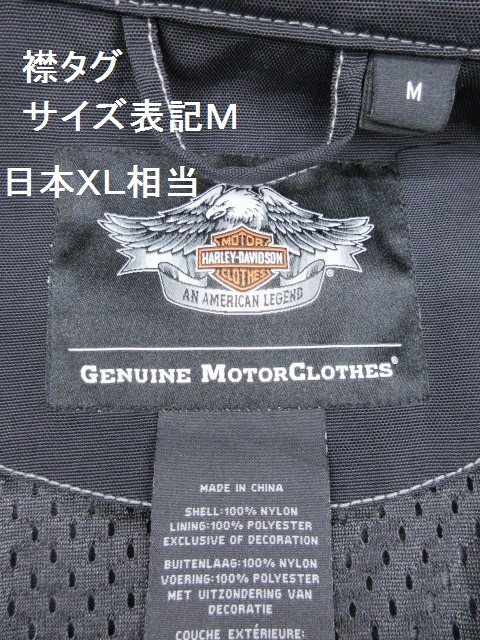 襟タグ
サイズ表記M
日本XL相当
M
MOTOR
HARLEY-DAVIDSON
CLOTHES
AN AMERICAN LEGEND
GENUINE MOTORCLOTHES®
MADE IN CHINA
SHELL:100% NYLON
LINING:100% POLYESTER
EXCLUSIVE OF DECORATION
BUITENLAAG:100% NYLON
VOERING:100% POLYESTER
MET UITZONDERING VAN
DECORATIE
COUCHE EXTÉRIEURE: